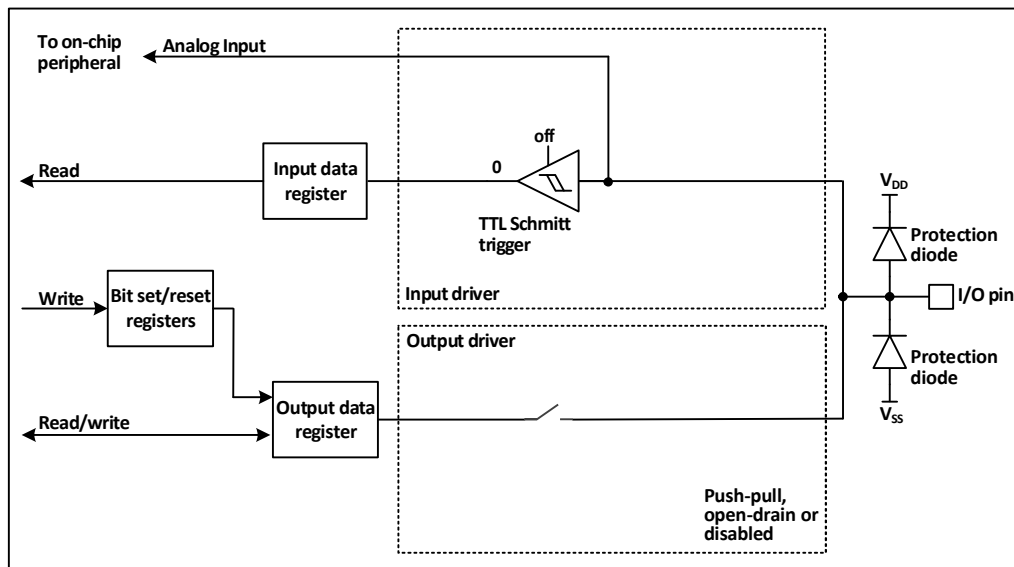 To on-chip
peripheral
Analog Input
off
0
Read
Input data
register
TTL Schmitt
trigger
VDD
Protection
diode
Input driver
I/O pin
Write
Bit set/reset
registers
Output driver
Protection
diode
VSS
Read/write
Output data
register
Push-pull,
open-drain or
disabled